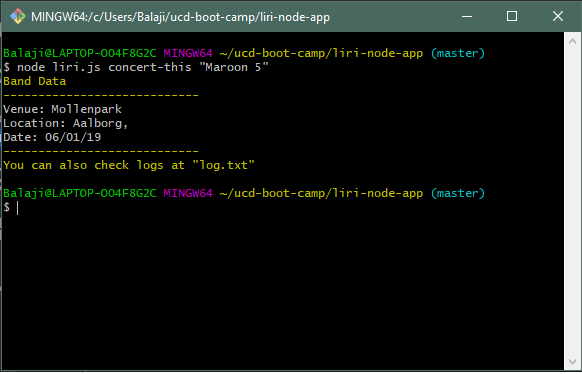 MINGW64:/c/Users/Balaji/ucd-boot-camp/liri-node-app
Balaji@LAPTOP-OO4F8G2C MINGW64 ~/ucd-boot-camp/liri-node-app (master)
$ node liri.js concert-this "Maroon 5"
Band Data
----------------------------
Venue: Mollenpark
Location: Aalborg,
Date: 06/01/19
----------------------------
You can also check logs at "log.txt"
Balaji@LAPTOP-OO4F8G2C MINGW64 ~/ucd-boot-camp/liri-node-app (master)
$